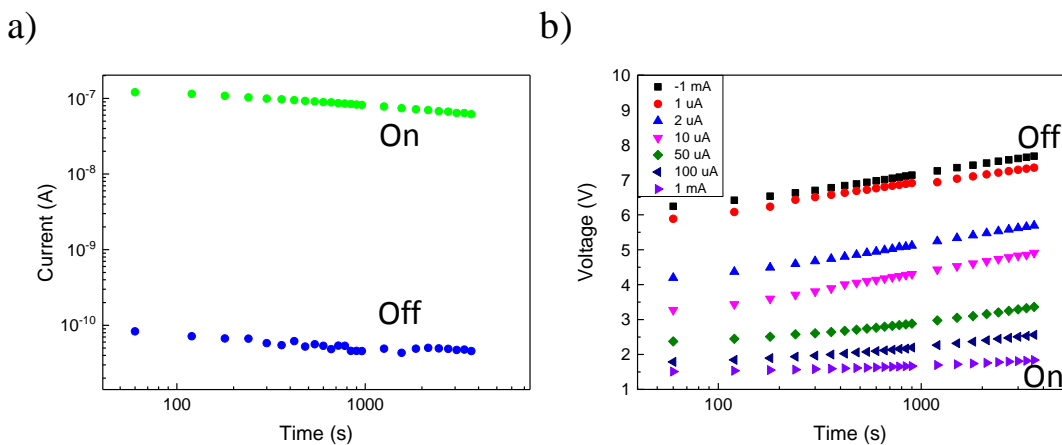 a)
10⁻⁷
10⁻⁸
10⁻⁹
10⁻¹⁰
Current (A)
On
Off
100
1000
Time (s)
b)
10
9
8
7
6
5
4
3
2
1
Voltage (V)
-1 mA
1 uA
2 uA
10 uA
50 uA
100 uA
1 mA
Off
On
100
1000
Time (s)